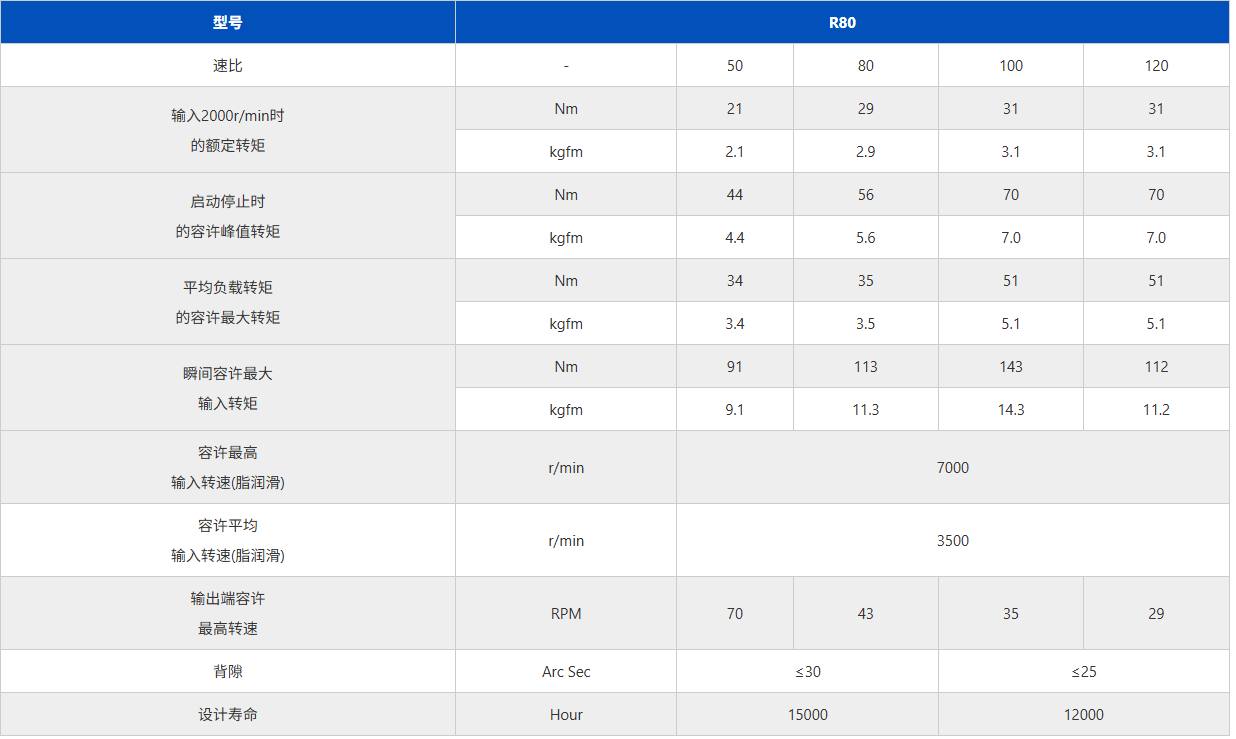 型号 R80
速比 - 50 80 100 120
输入2000r/min时
的额定转矩
Nm 21 29 31 31
kgfm 2.1 2.9 3.1 3.1
启动停止时
的容许峰值转矩
Nm 44 56 70 70
kgfm 4.4 5.6 7.0 7.0
平均负载转矩
的容许最大转矩
Nm 34 35 51 51
kgfm 3.4 3.5 5.1 5.1
瞬间容许最大
输入转矩
Nm 91 113 143 112
kgfm 9.1 11.3 14.3 11.2
容许最高
输入转速(脂润滑)
r/min 7000
容许平均
输入转速(脂润滑)
r/min 3500
输出端容许
最高转速
RPM 70 43 35 29
背隙 Arc Sec ≤30 ≤25
设计寿命 Hour 15000 12000